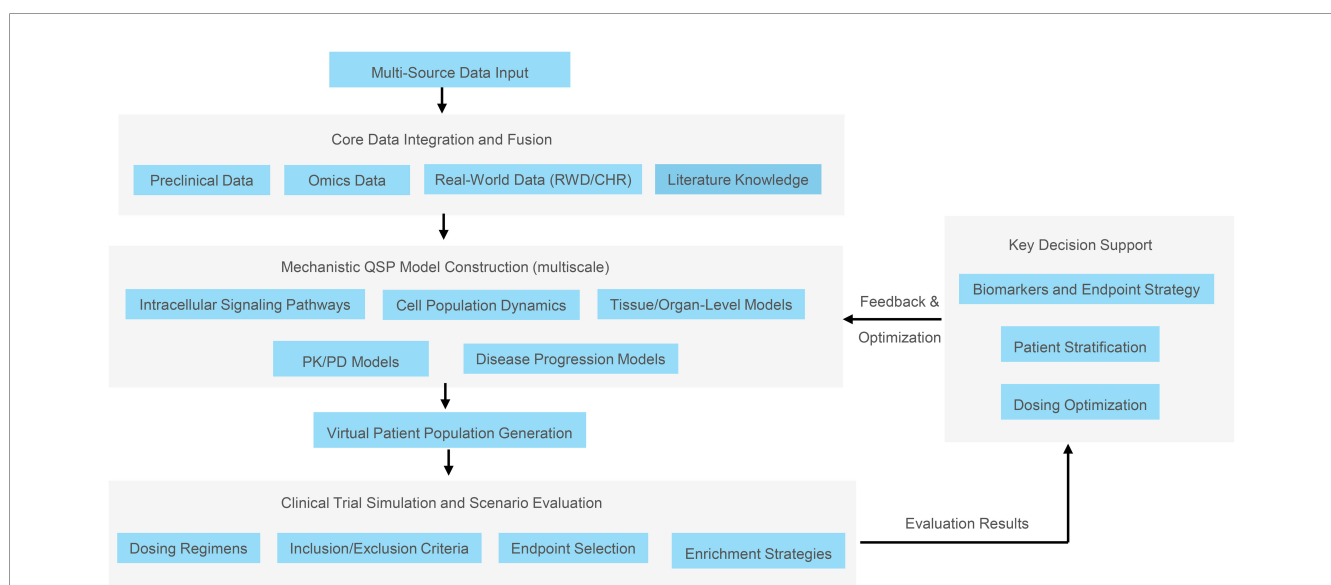 Multi-Source Data Input
Core Data Integration and Fusion
Preclinical Data
Omics Data
Real-World Data (RWD/CHR)
Literature Knowledge
Mechanistic QSP Model Construction (multiscale)
Intracellular Signaling Pathways
Cell Population Dynamics
Tissue/Organ-Level Models
PK/PD Models
Disease Progression Models
Virtual Patient Population Generation
Clinical Trial Simulation and Scenario Evaluation
Dosing Regimens
Inclusion/Exclusion Criteria
Endpoint Selection
Enrichment Strategies
Evaluation Results
Key Decision Support
Biomarkers and Endpoint Strategy
Patient Stratification
Dosing Optimization
Feedback &
Optimization